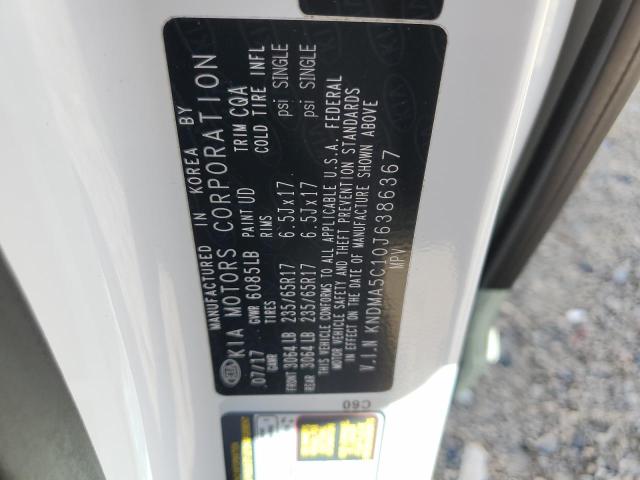 MANUFACTURED IN KOREA BY
KIA KIA MOTORS CORPORATION
07/17 GVWR 6085LB PAINT UD TRIM CQA
GAWR TIRES RIMS COLD TIRE INFL
FRONT 3064LB 235/65R17 6.5Jx17 psi SINGLE
REAR 3064LB 235/65R17 6.5Jx17 psi SINGLE
THIS VEHICLE CONFORMS TO ALL APPLICABLE U.S.A. FEDERAL
MOTOR VEHICLE SAFETY AND THEFT PREVENTION STANDARDS
IN EFFECT ON THE DATE OF MANUFACTURE SHOWN ABOVE
V.I.N KNDMA5C10J6386367
MPV
C60